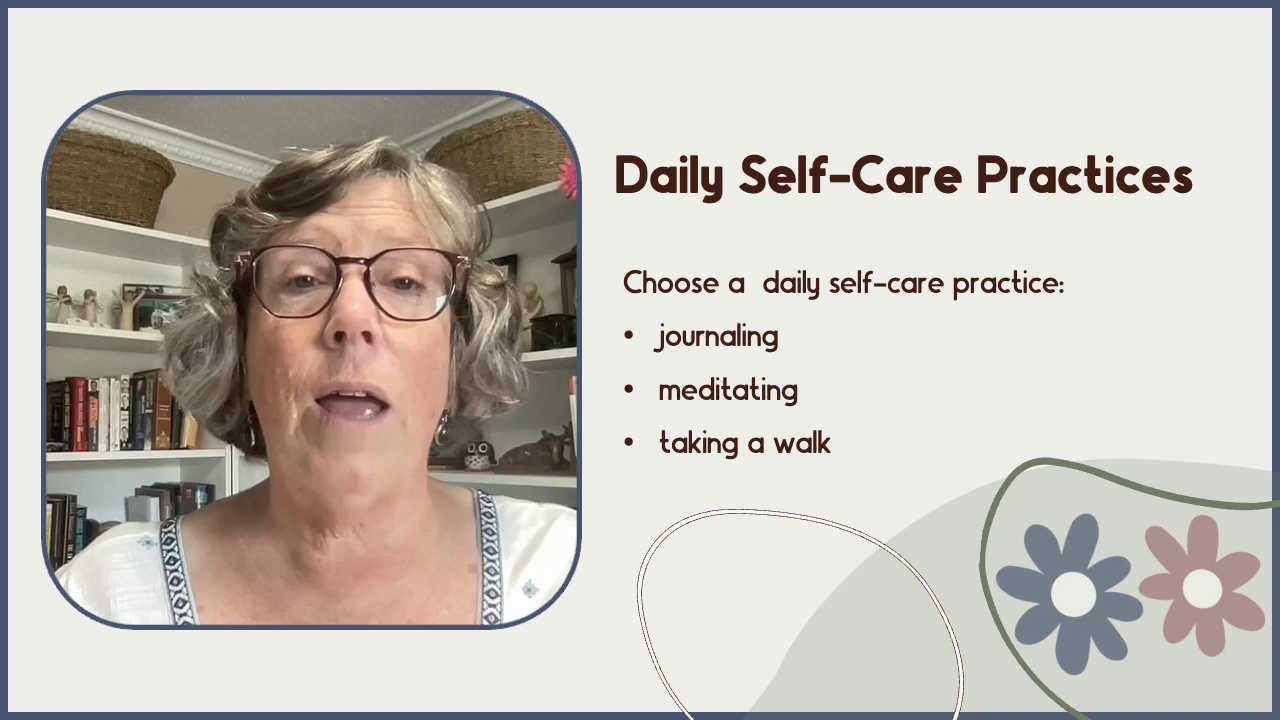 Daily Self-Care Practices
Choose a  daily self-care practice:
• journaling
• meditating
• taking a walk